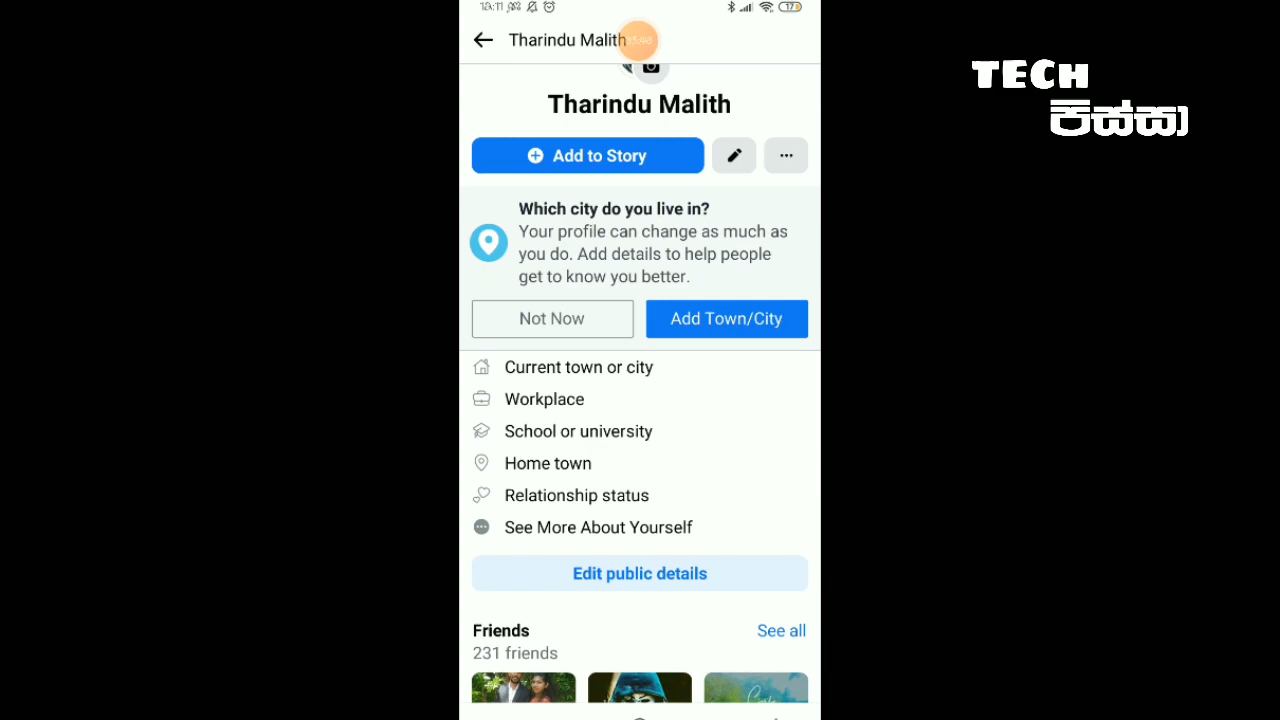 17
Tharindu Malith
TECH
පිස්සා
Tharindu Malith
Add to Story
Which city do you live in?
Your profile can change as much as
you do. Add details to help people
get to know you better.
Not Now
Add Town/City
Current town or city
Workplace
School or university
Home town
Relationship status
See More About Yourself
Edit public details
Friends
See all
231 friends